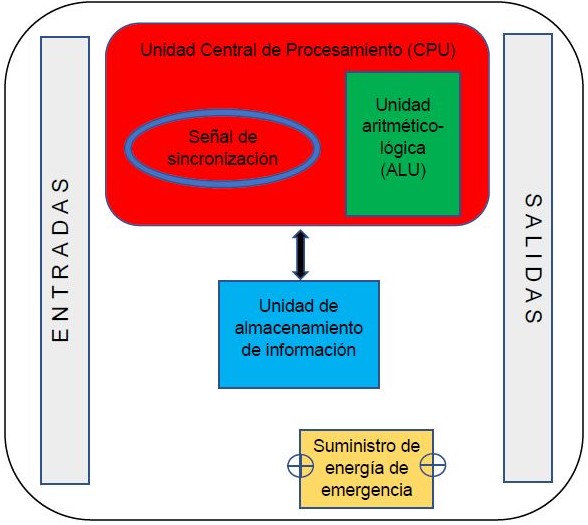 Unidad Central de Procesamiento (CPU)
Señal de
sincronización
Unidad
aritmético-
lógica
(ALU)
ENTRADAS
SALIDAS
Unidad de
almacenamiento
de información
Suministro de
energía de
emergencia